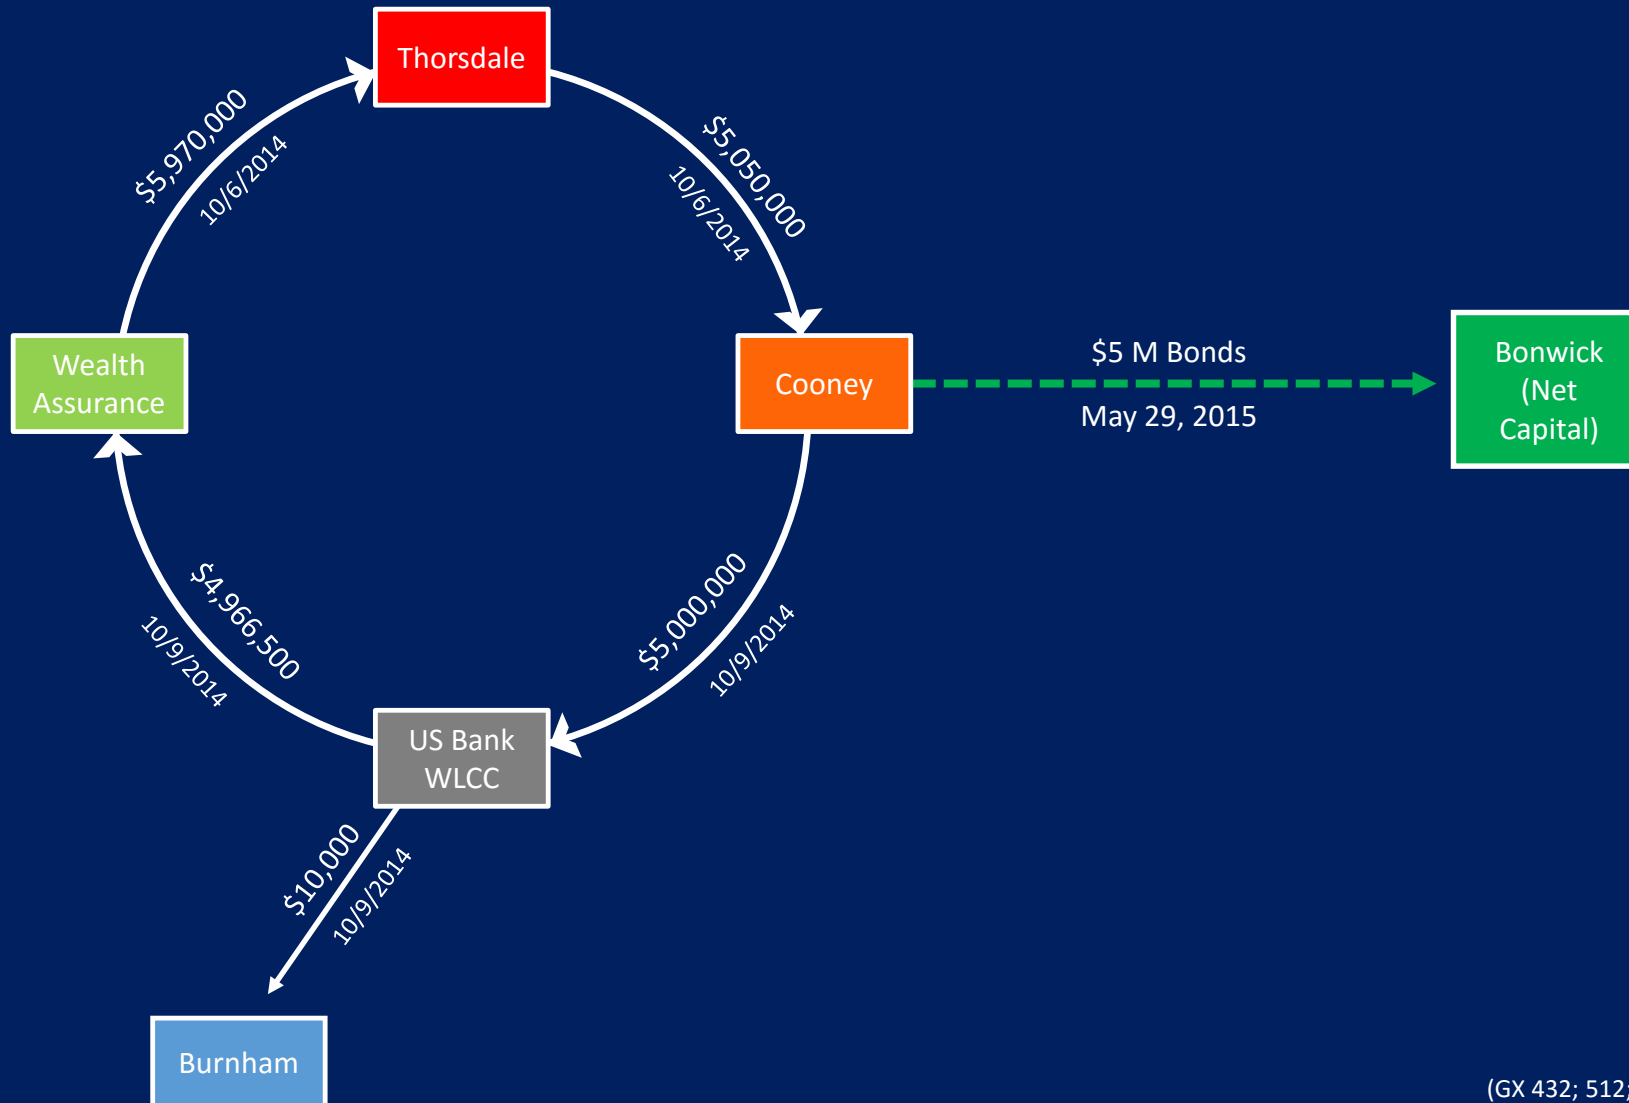 Thorsdale
$5,970,000
10/6/2014
$5,050,000
10/6/2014
Wealth
Assurance
Cooney
$5 M Bonds
May 29, 2015
Bonwick
(Net
Capital)
$4,966,500
10/9/2014
$5,000,000
10/9/2014
US Bank
WLCC
$10,000
10/9/2014
Burnham
(GX 432; 512;